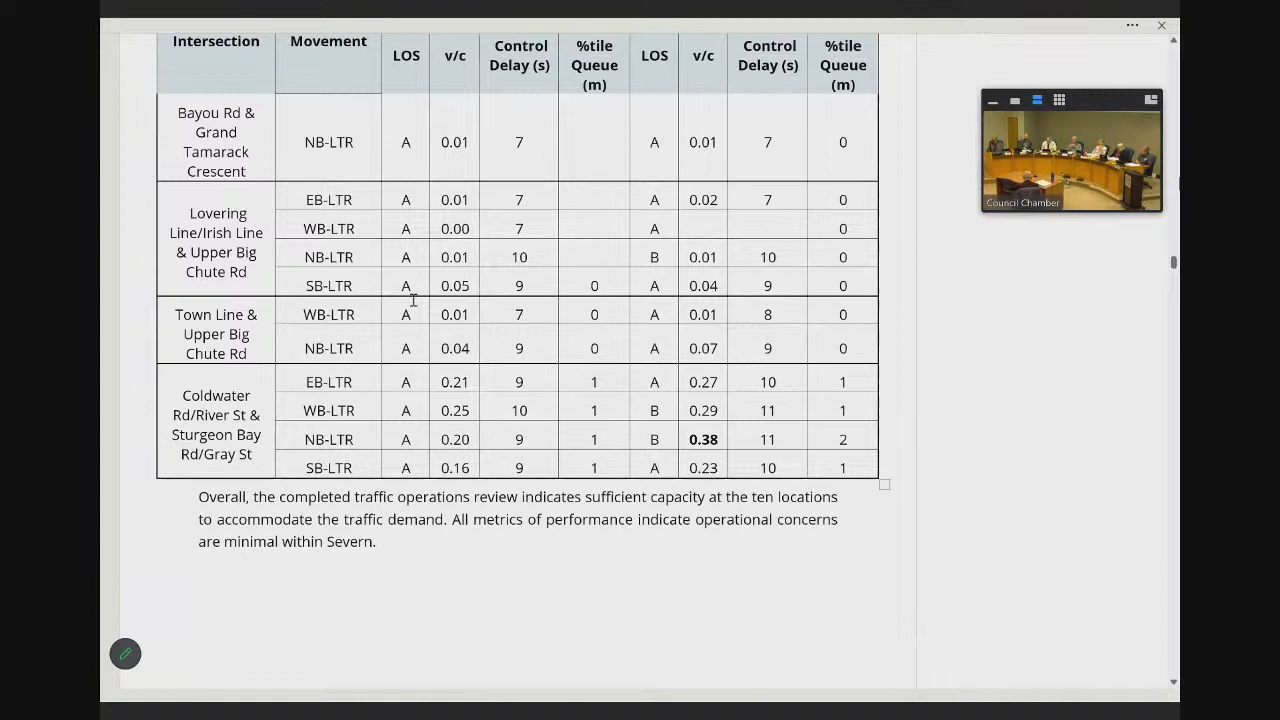 Intersection Movement LOS v/c Control Delay (s) %tile Queue (m) LOS v/c Control Delay (s) %tile Queue (m)
Bayou Rd & Grand Tamarack Crescent NB-LTR A 0.01 7 A 0.01 7 0
Lovering Line/Irish Line & Upper Big Chute Rd EB-LTR A 0.01 7 A 0.02 7 0
WB-LTR A 0.00 7 A 0
NB-LTR A 0.01 10 B 0.01 10 0
SB-LTR A 0.05 9 0 A 0.04 9 0
Town Line & Upper Big Chute Rd WB-LTR A 0.01 7 0 A 0.01 8 0
NB-LTR A 0.04 9 0 A 0.07 9 0
Coldwater Rd/River St & Sturgeon Bay Rd/Gray St EB-LTR A 0.21 9 1 A 0.27 10 1
WB-LTR A 0.25 10 1 B 0.29 11 1
NB-LTR A 0.20 9 1 B 0.38 11 2
SB-LTR A 0.16 9 1 A 0.23 10 1
Overall, the completed traffic operations review indicates sufficient capacity at the ten locations
to accommodate the traffic demand. All metrics of performance indicate operational concerns
are minimal within Severn.
Council Chamber